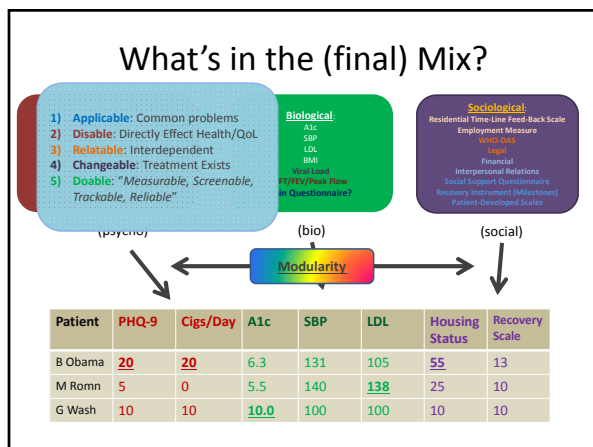 What's in the (final) Mix?
1) Applicable: Common problems
2) Disable: Directly Effect Health/QoL
3) Relatable: Interdependent
4) Changeable: Treatment Exists
5) Doable: "Measurable, Screenable,
Trackable, Reliable"
Biological:
A1c
SBP
LDL
BMI
Viral Load
FT/FEV/Peak Flow
in Questionnaire?
Sociological:
Residential Time-Line Feed-Back Scale
Employment Measure
WHO-DAS
Legal
Financial
Interpersonal Relations
Social Support Questionnaire
Recovery Instrument (Milestones)
Patient-Developed Scales
(psycho)
(bio)
(social)
Modularity
Patient PHQ-9 Cigs/Day A1c SBP LDL Housing Status Recovery Scale
B Obama 20 20 6.3 131 105 55 13
M Romn 5 0 5.5 140 138 25 10
G Wash 10 10 10.0 100 100 10 10